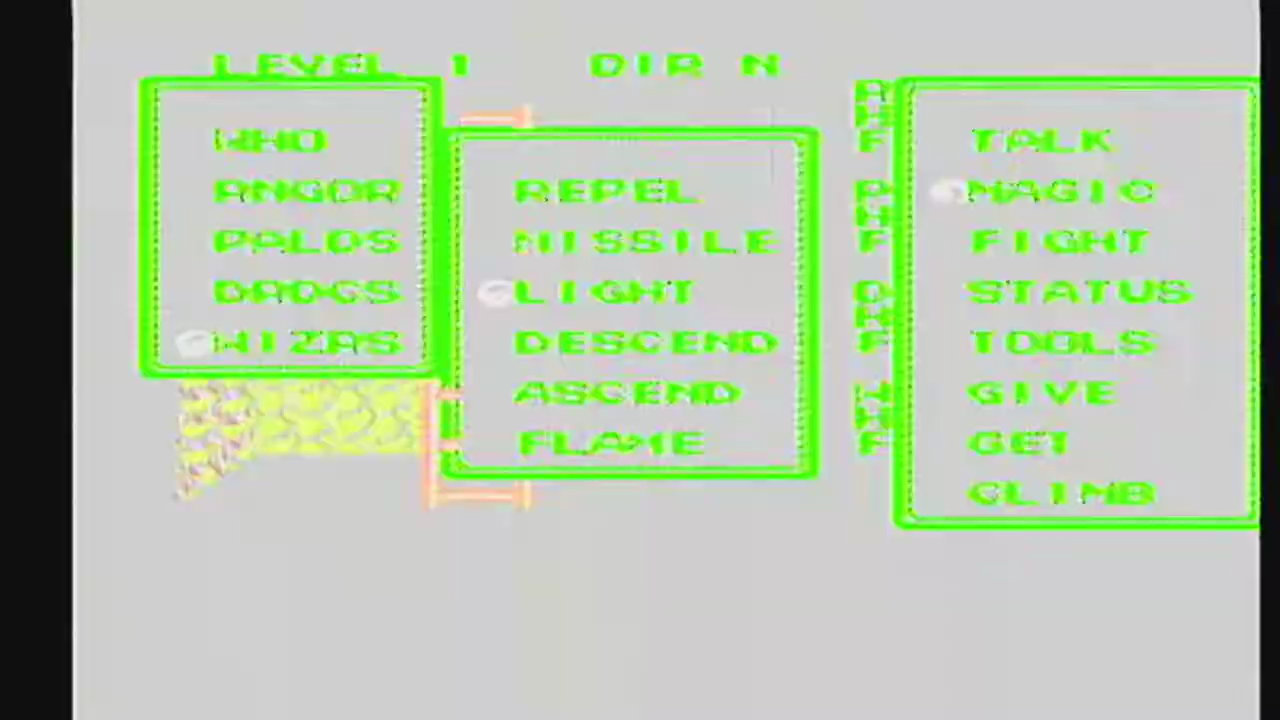 LEVEL 1 DIR N
WHO
ANGOR
PALOS
DROGS
WIZAS
REPEL
MISSILE
LIGHT
DESCEND
ASCEND
FLAME
TALK
MAGIC
FIGHT
STATUS
TOOLS
GIVE
GET
CLIMB